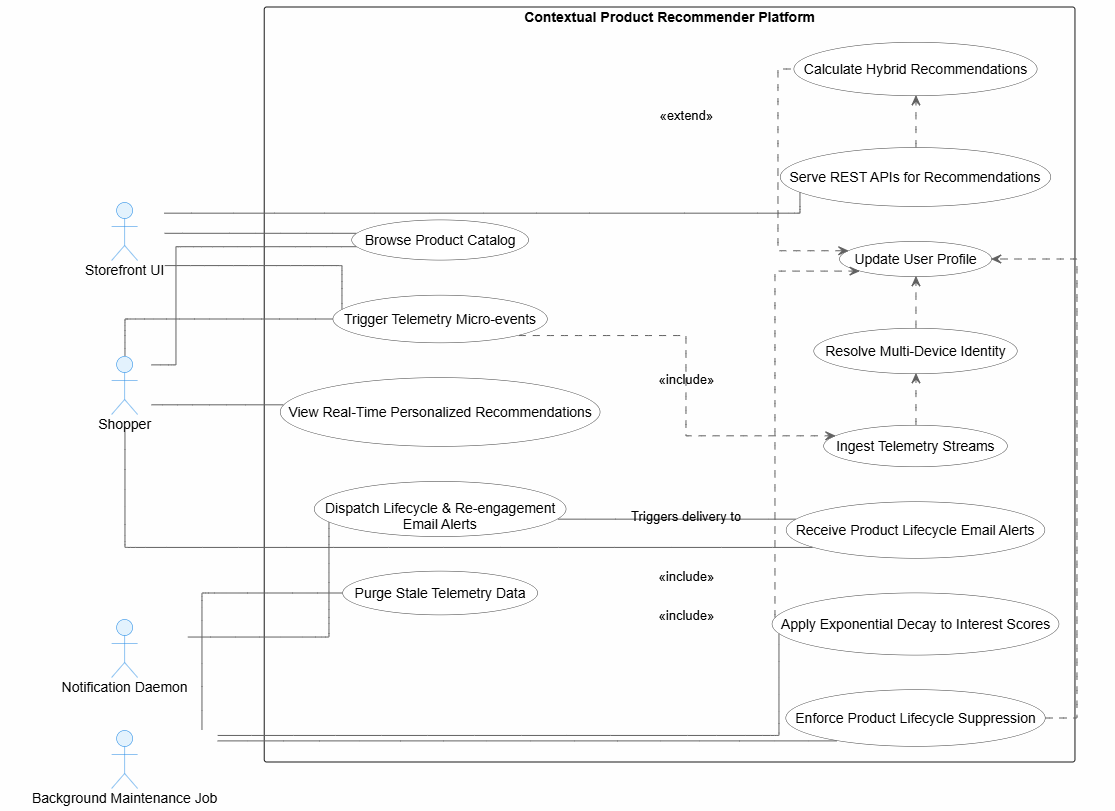 Contextual Product Recommender Platform
Calculate Hybrid Recommendations
«extend»
Serve REST APIs for Recommendations
Storefront UI
Browse Product Catalog
Update User Profile
Trigger Telemetry Micro-events
Resolve Multi-Device Identity
«include»
Shopper
View Real-Time Personalized Recommendations
Ingest Telemetry Streams
Dispatch Lifecycle & Re-engagement
Email Alerts
Triggers delivery to
Receive Product Lifecycle Email Alerts
«include»
Purge Stale Telemetry Data
«include»
Apply Exponential Decay to Interest Scores
Notification Daemon
Enforce Product Lifecycle Suppression
Background Maintenance Job